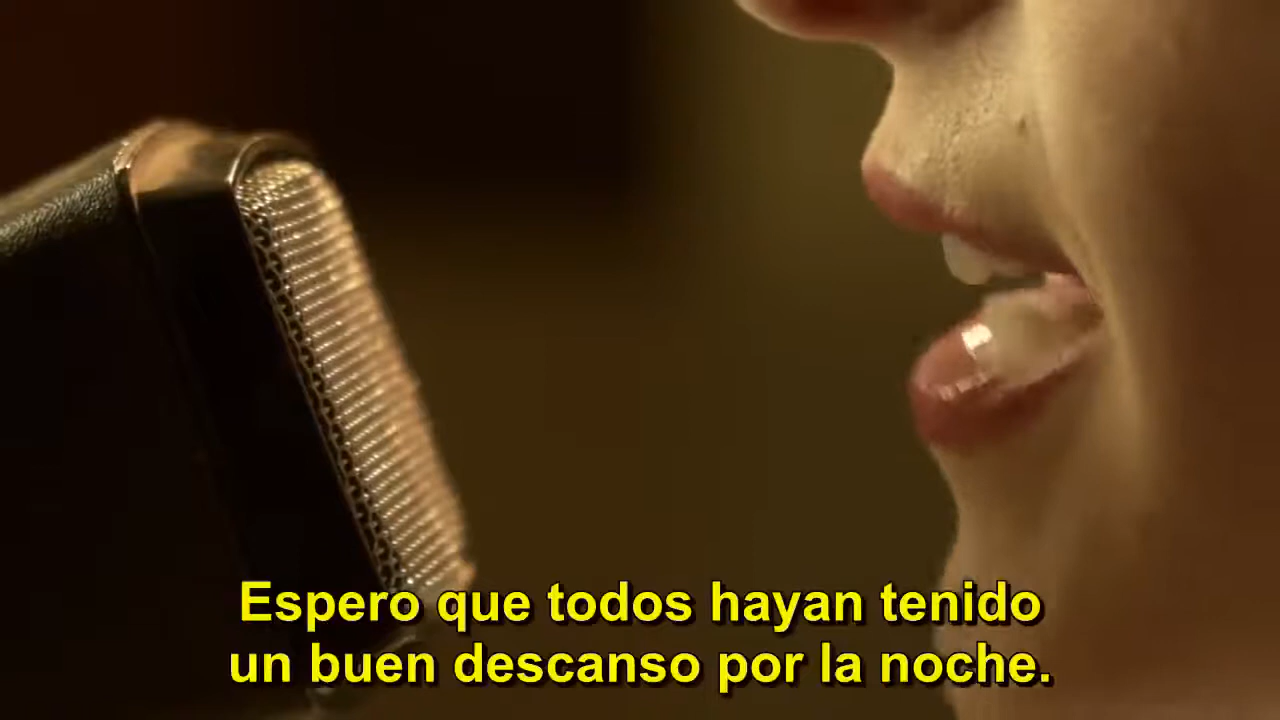 Espero que todos hayan tenido
un buen descanso por la noche.